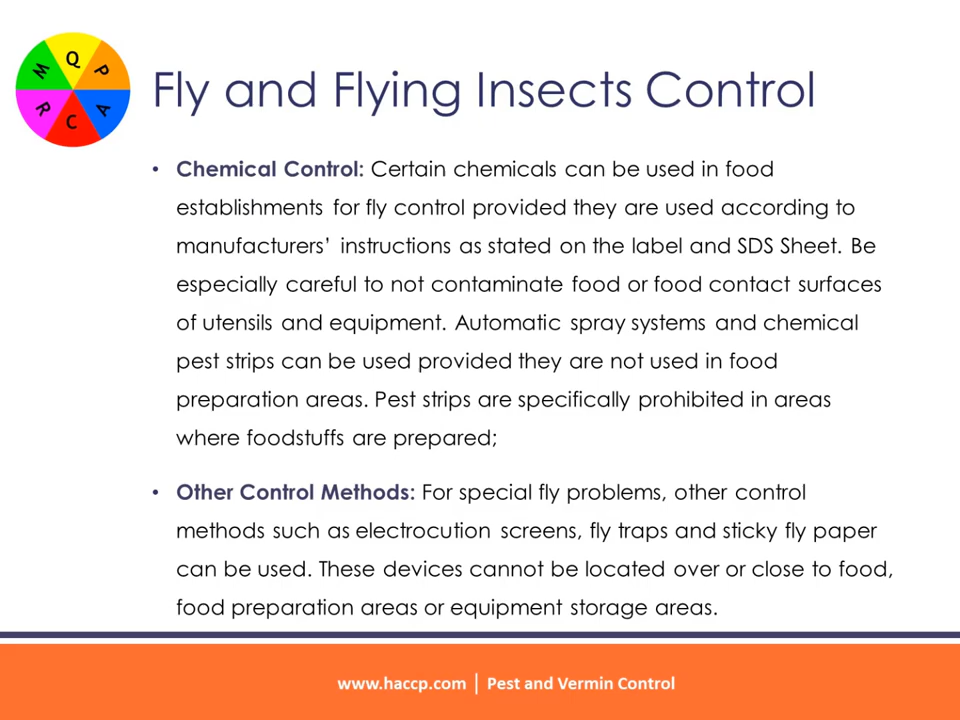 M Q P R C A
Fly and Flying Insects Control
• Chemical Control: Certain chemicals can be used in food
establishments for fly control provided they are used according to
manufacturers’ instructions as stated on the label and SDS Sheet. Be
especially careful to not contaminate food or food contact surfaces
of utensils and equipment. Automatic spray systems and chemical
pest strips can be used provided they are not used in food
preparation areas. Pest strips are specifically prohibited in areas
where foodstuffs are prepared;
• Other Control Methods: For special fly problems, other control
methods such as electrocution screens, fly traps and sticky fly paper
can be used. These devices cannot be located over or close to food,
food preparation areas or equipment storage areas.
www.haccp.com | Pest and Vermin Control